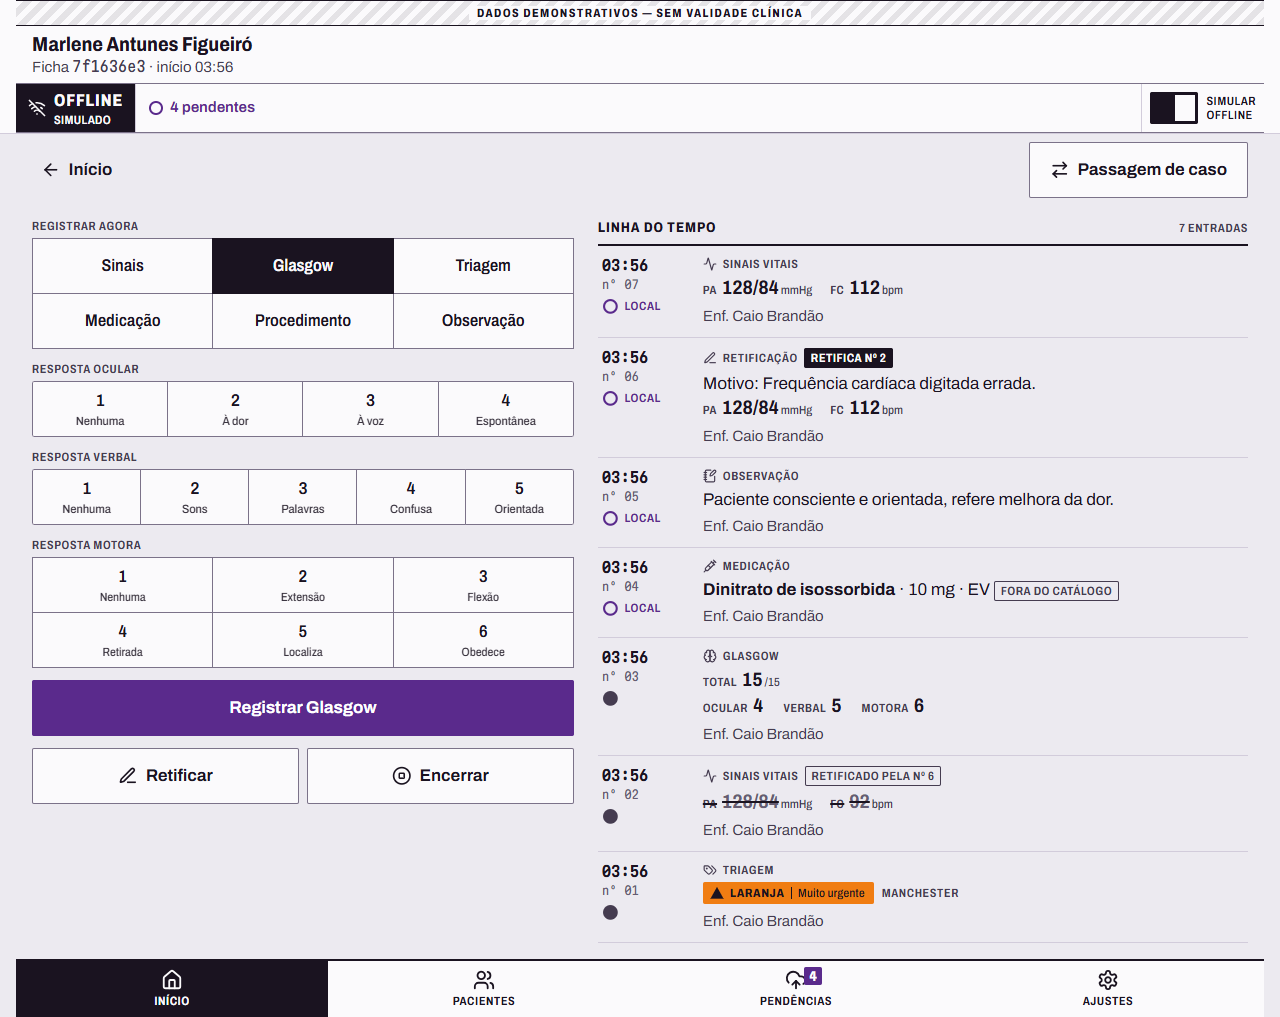 DADOS DEMONSTRATIVOS — SEM VALIDADE CLÍNICA
Marlene Antunes Figueiró
Ficha 7f1636e3 · início 03:56
OFFLINE
SIMULADO
4 pendentes
SIMULAR
OFFLINE
Início
Passagem de caso
REGISTRAR AGORA
Sinais
Glasgow
Triagem
Medicação
Procedimento
Observação
RESPOSTA OCULAR
1
Nenhuma
2
À dor
3
À voz
4
Espontânea
RESPOSTA VERBAL
1
Nenhuma
2
Sons
3
Palavras
4
Confusa
5
Orientada
RESPOSTA MOTORA
1
Nenhuma
2
Extensão
3
Flexão
4
Retirada
5
Localiza
6
Obedece
Registrar Glasgow
Retificar
Encerrar
LINHA DO TEMPO
7 ENTRADAS
03:56
nº 07
LOCAL
SINAIS VITAIS
PA 128/84 mmHg FC 112 bpm
Enf. Caio Brandão
03:56
nº 06
LOCAL
RETIFICAÇÃO RETIFICA Nº 2
Motivo: Frequência cardíaca digitada errada.
PA 128/84 mmHg FC 112 bpm
Enf. Caio Brandão
03:56
nº 05
LOCAL
OBSERVAÇÃO
Paciente consciente e orientada, refere melhora da dor.
Enf. Caio Brandão
03:56
nº 04
LOCAL
MEDICAÇÃO
Dinitrato de isossorbida · 10 mg · EV FORA DO CATÁLOGO
Enf. Caio Brandão
03:56
nº 03
GLASGOW
TOTAL 15 /15
OCULAR 4 VERBAL 5 MOTORA 6
Enf. Caio Brandão
03:56
nº 02
SINAIS VITAIS RETIFICADO PELA Nº 6
PA 128/84 mmHg FC 92 bpm
Enf. Caio Brandão
03:56
nº 01
TRIAGEM
LARANJA | Muito urgente MANCHESTER
Enf. Caio Brandão
INÍCIO
PACIENTES
4
PENDÊNCIAS
AJUSTES